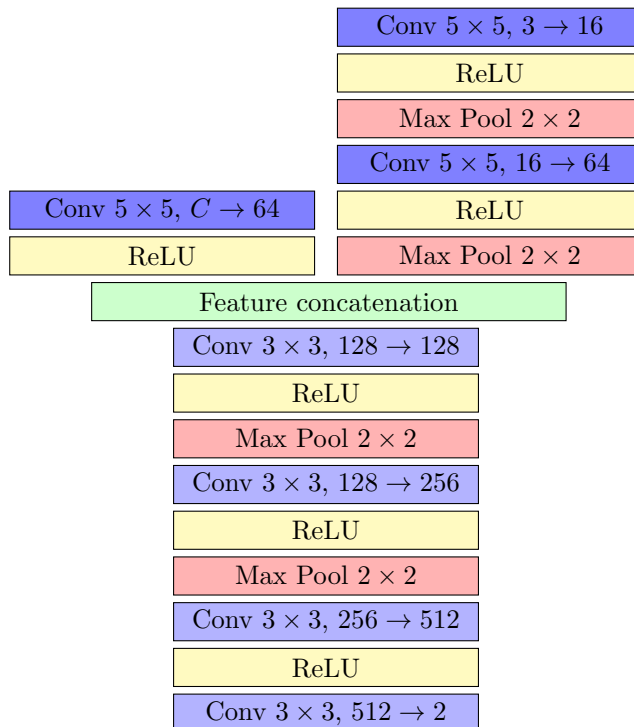 Conv 5 × 5, 3 → 16
ReLU
Max Pool 2 × 2
Conv 5 × 5, 16 → 64
Conv 5 × 5, C → 64
ReLU
ReLU
Max Pool 2 × 2
Feature concatenation
Conv 3 × 3, 128 → 128
ReLU
Max Pool 2 × 2
Conv 3 × 3, 128 → 256
ReLU
Max Pool 2 × 2
Conv 3 × 3, 256 → 512
ReLU
Conv 3 × 3, 512 → 2